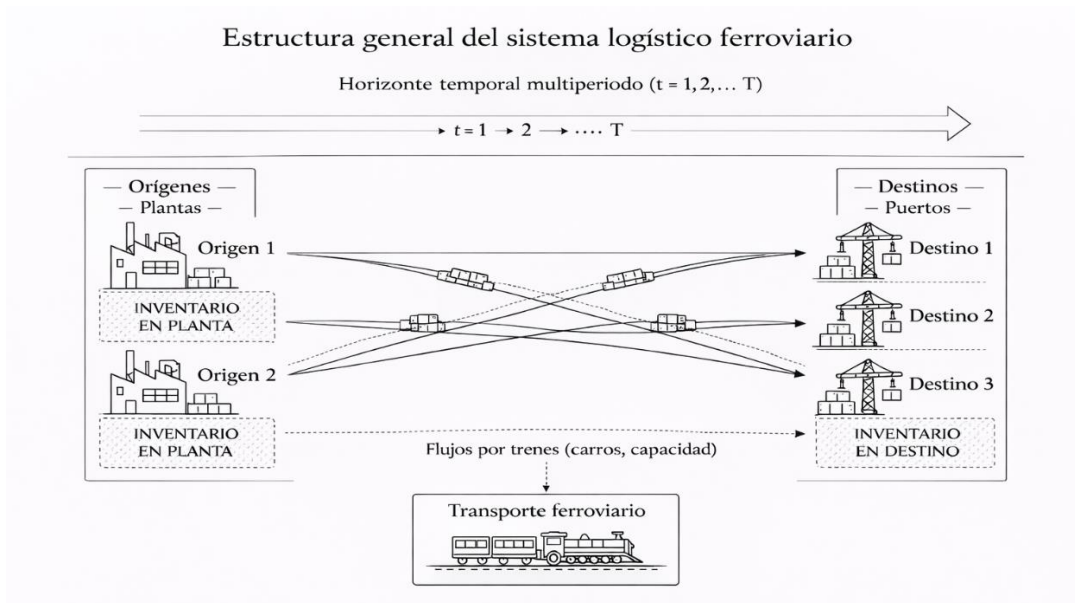 Estructura general del sistema logístico ferroviario
Horizonte temporal multiperiodo (t = 1, 2,... T)
t = 1 → 2 → ···· T
— Orígenes —
— Plantas —
Origen 1
INVENTARIO
EN PLANTA
Origen 2
INVENTARIO
EN PLANTA
— Destinos —
Puertos —
Destino 1
Destino 2
Destino 3
INVENTARIO
EN DESTINO
Flujos por trenes (carros, capacidad)
Transporte ferroviario